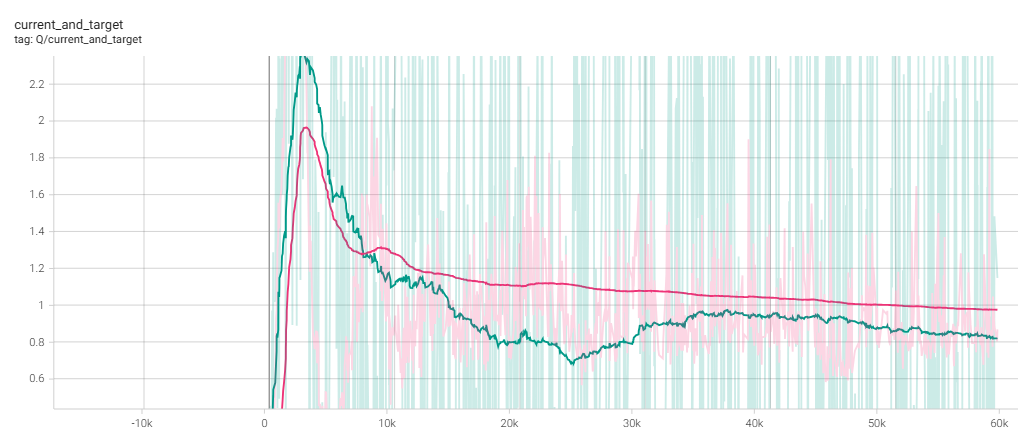 current_and_target
tag: Q/current_and_target
2.2
2
1.8
1.6
1.4
1.2
1
0.8
0.6
-10k
0
10k
20k
30k
40k
50k
60k